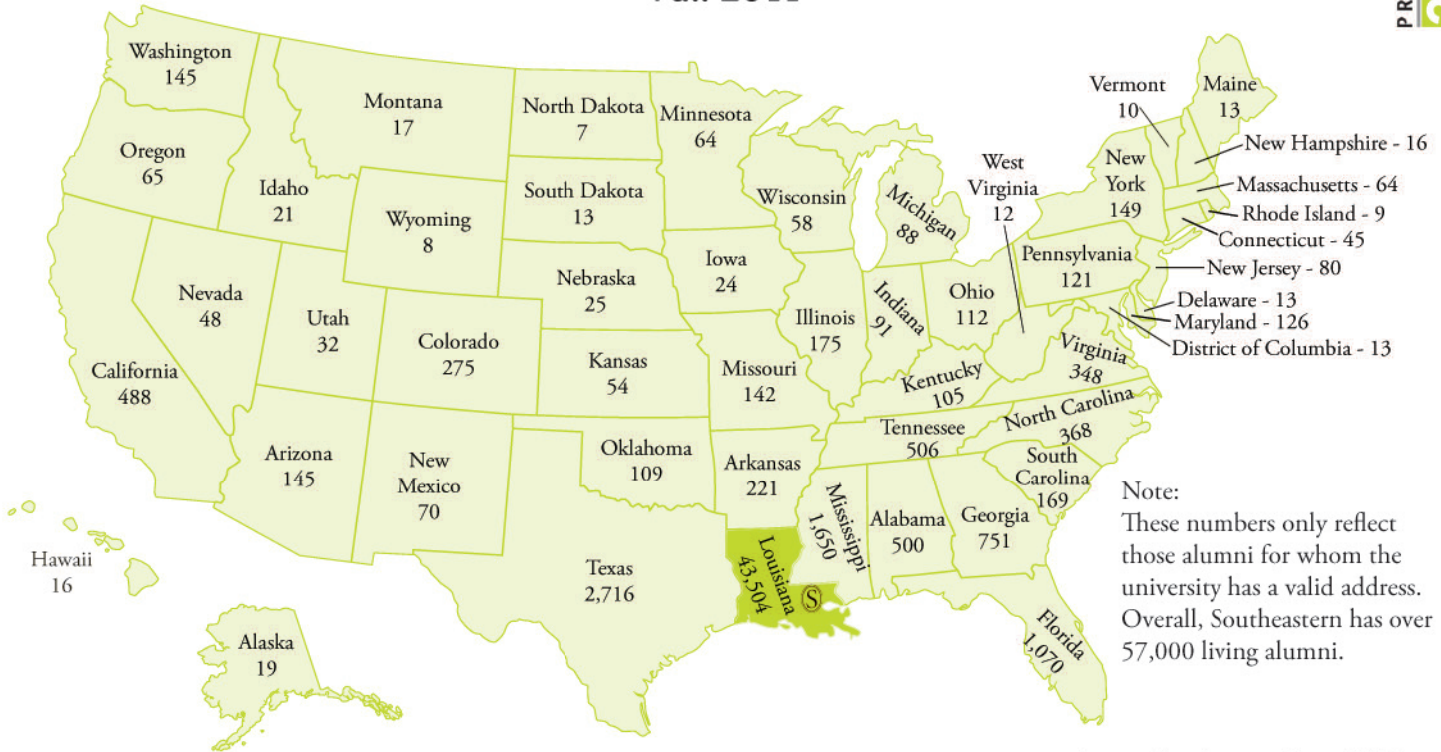 PR
Washington
145
Oregon
65
Idaho
21
Montana
17
North Dakota
7
Minnesota
64
South Dakota
13
Wyoming
8
Wisconsin
58
Michigan
88
West
Virginia
12
New
York
149
Vermont
10
Maine
13
New Hampshire - 16
Massachusetts - 64
Rhode Island - 9
Connecticut - 45
New Jersey - 80
Delaware - 13
Maryland - 126
District of Columbia - 13
Pennsylvania
121
Nevada
48
Utah
32
Colorado
275
Nebraska
25
Iowa
24
Illinois
175
Indiana
91
Ohio
112
California
488
Kansas
54
Missouri
142
Kentucky
105
Virginia
348
Arizona
145
New
Mexico
70
Oklahoma
109
Arkansas
221
Tennessee
506
North Carolina
368
South
Carolina
169
Texas
2,716
Louisiana
43,504
S
Mississippi
1,650
Alabama
500
Georgia
751
Florida
1,070
Hawaii
16
Alaska
19
Note:
These numbers only reflect
those alumni for whom the
university has a valid address.
Overall, Southeastern has over
57,000 living alumni.